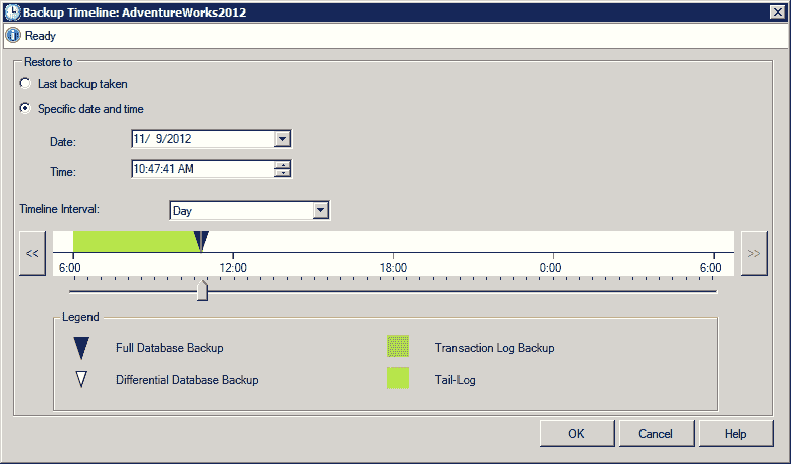 Backup Timeline: AdventureWorks2012
Ready
Restore to
Last backup taken
Specific date and time
Date: 11/ 9/2012
Time: 10:47:41 AM
Timeline Interval: Day
<< >>
6:00 12:00 18:00 0:00 6:00
Legend
Full Database Backup Transaction Log Backup
Differential Database Backup Tail-Log
OK Cancel Help